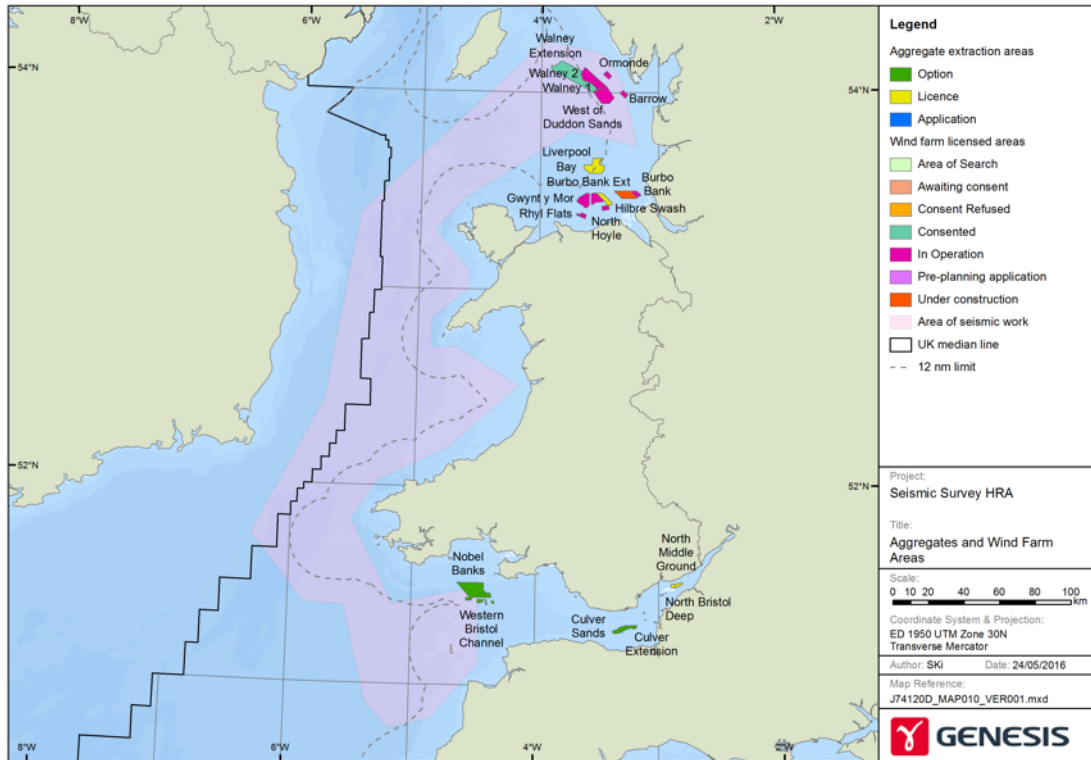 8°W
6°W
4°W
2°W
54°N
54°N
Walney
Extension
Ormonde
Walney 2
Walney 1
Barrow
West of
Duddon Sands
Liverpool
Bay
Burbo Bank Ext
Burbo
Bank
Gwynt y Mor
Hilbre Swash
Rhyl Flats
North
Hoyle
52°N
52°N
Nobel
Banks
Western
Bristol
Channel
North
Middle
Ground
North Bristol
Deep
Culver
Sands
Culver
Extension
8°W
6°W
4°W
2°W
Legend
Aggregate extraction areas
Option
Licence
Application
Wind farm licensed areas
Area of Search
Awaiting consent
Consent Refused
Consented
In Operation
Pre-planning application
Under construction
Area of seismic work
UK median line
12 nm limit
Project:
Seismic Survey HRA
Title:
Aggregates and Wind Farm
Areas
Scale:
0 10 20 40 60 80 100
km
Coordinate System & Projection:
ED 1950 UTM Zone 30N
Transverse Mercator
Author: SKi Date: 24/05/2016
Map Reference:
J74120D_MAP010_VER001.mxd
GENESIS